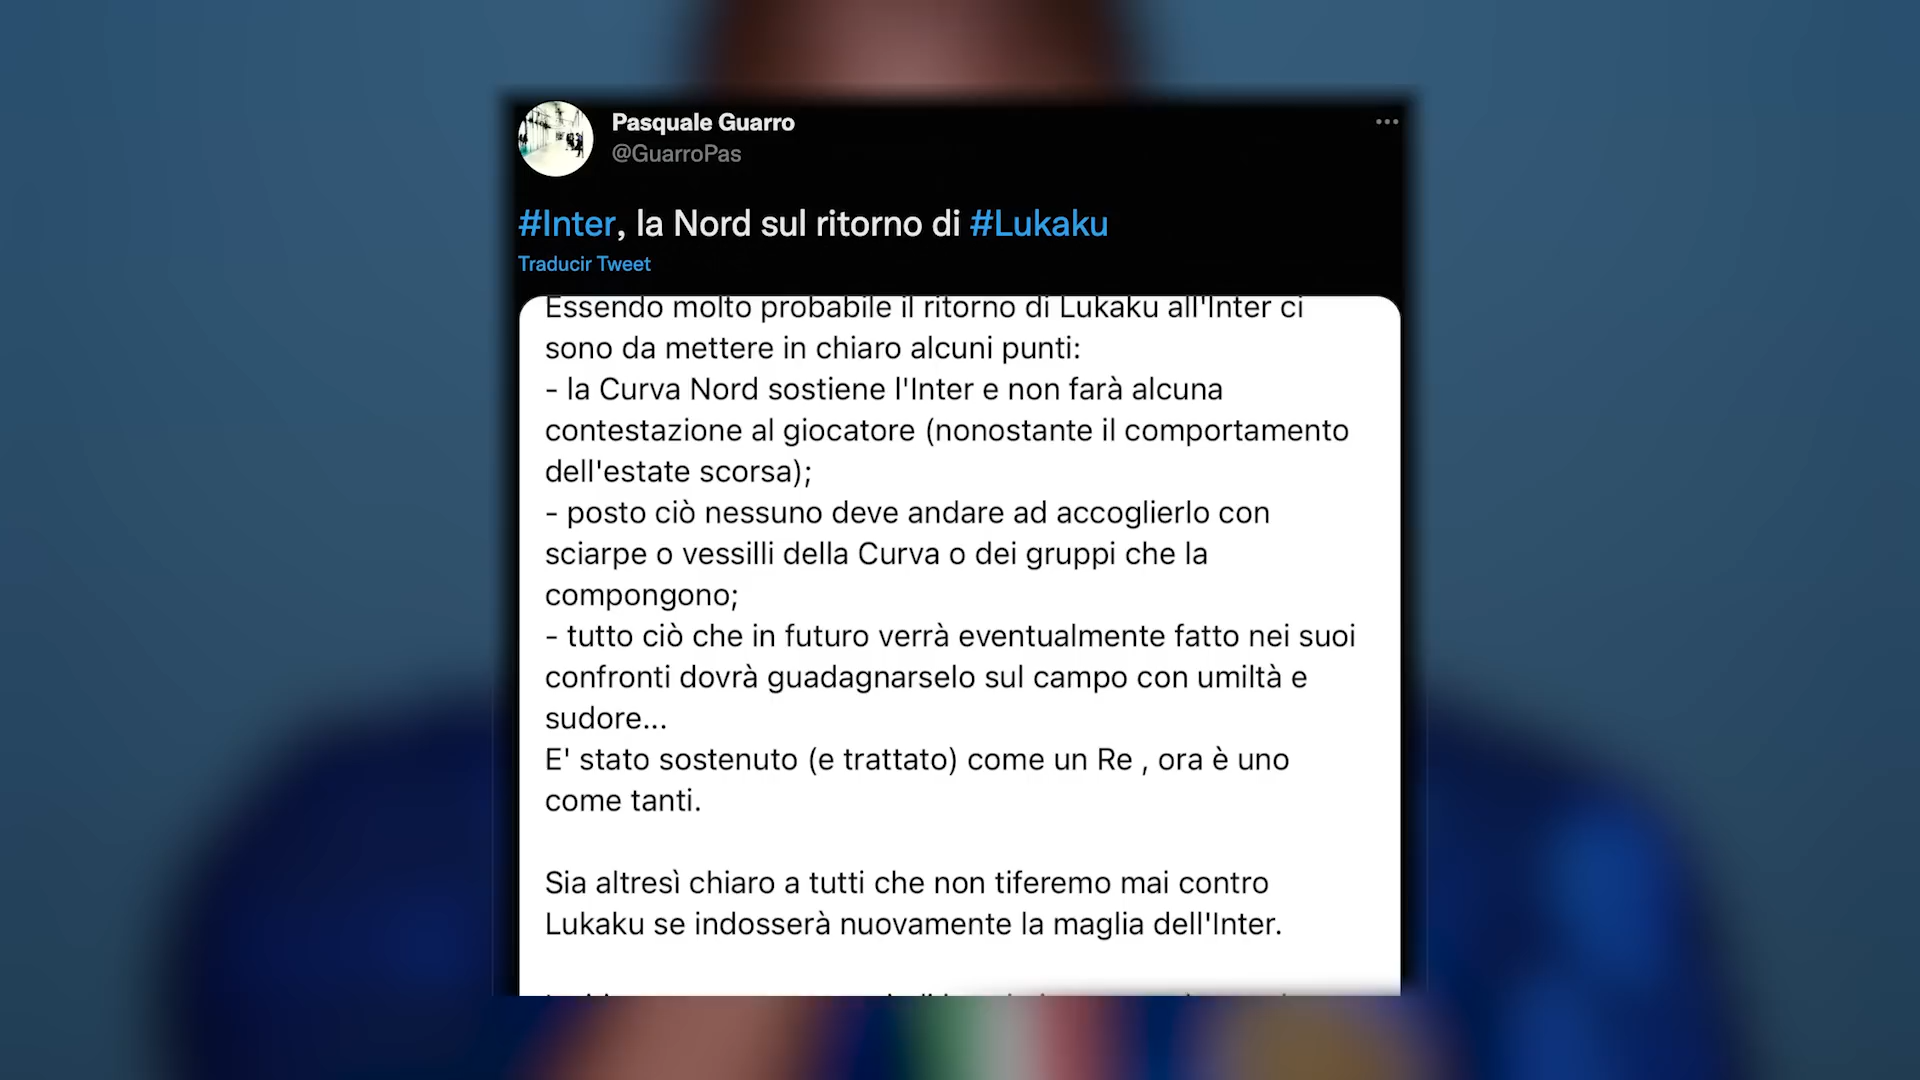 Pasquale Guarro
@GuarroPas
#Inter, la Nord sul ritorno di #Lukaku
Traducir Tweet
Essendo molto probabile il ritorno di Lukaku all'Inter ci
sono da mettere in chiaro alcuni punti:
- la Curva Nord sostiene l'Inter e non farà alcuna
contestazione al giocatore (nonostante il comportamento
dell'estate scorsa);
- posto ciò nessuno deve andare ad accoglierlo con
sciarpe o vessilli della Curva o dei gruppi che la
compongono;
- tutto ciò che in futuro verrà eventualmente fatto nei suoi
confronti dovrà guadagnarselo sul campo con umiltà e
sudore...
E' stato sostenuto (e trattato) come un Re , ora è uno
come tanti.
Sia altresì chiaro a tutti che non tiferemo mai contro
Lukaku se indosserà nuovamente la maglia dell'Inter.